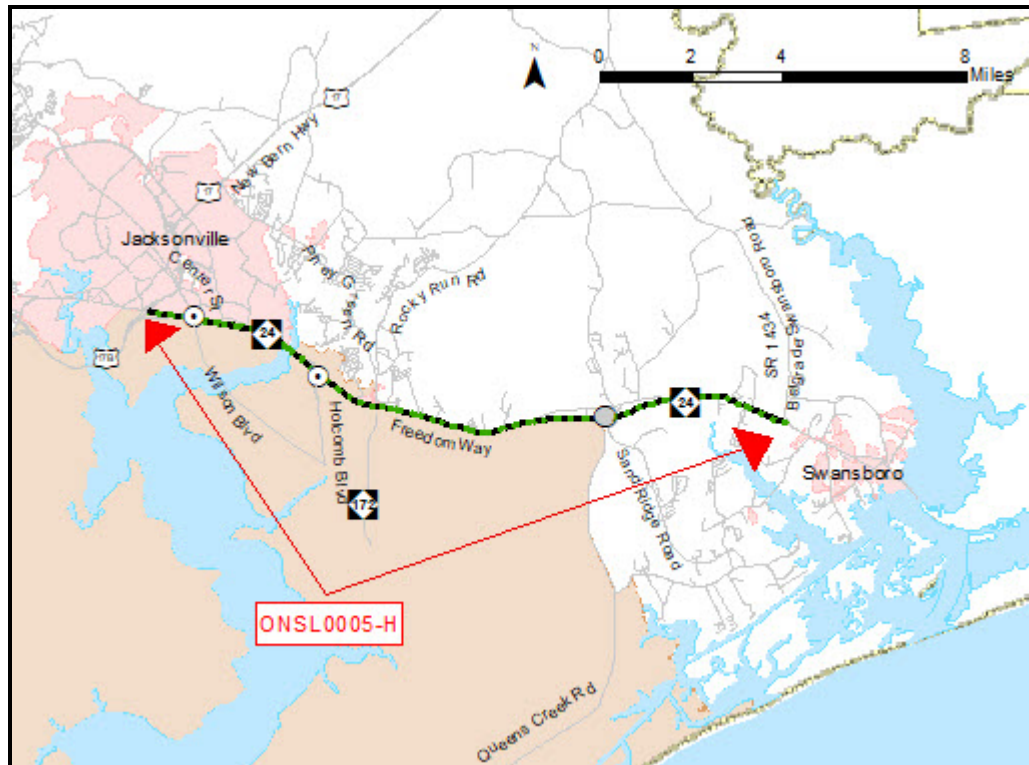 N
0 2 4 8
Miles
17
New Bern Hwy
17
Jacksonville
Center St
Piney Green Rd
Rocky Run Rd
Belgrade Swansboro Road
SR 1434
24
Wilson Blvd
Holcomb Blvd
Freedom Way
24
172
Sand Ridge Road
Swansboro
ONSL0005-H
Queens Creek Rd